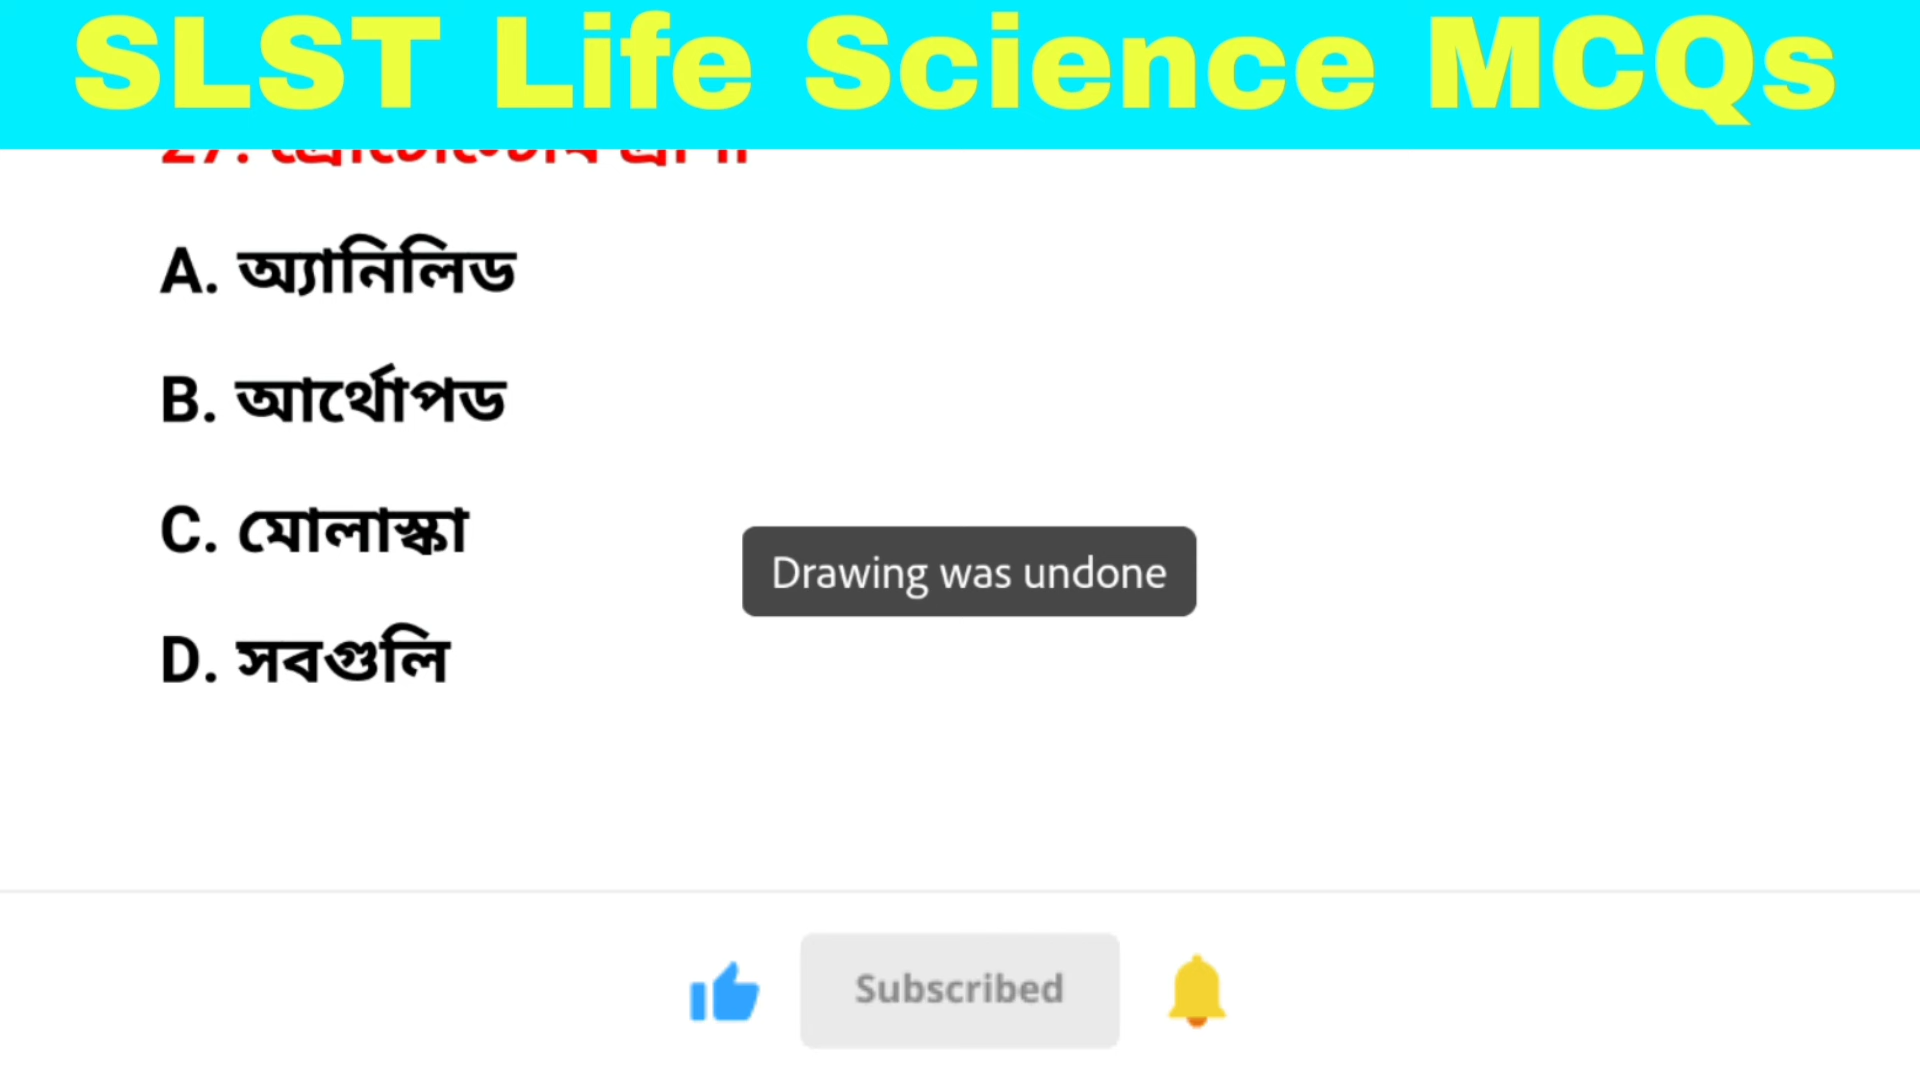 SLST Life Science MCQs
A. অ্যানিলিড
B. আর্থোপড
C. মোলাস্কা
D. সবগুলি
Drawing was undone
Subscribed